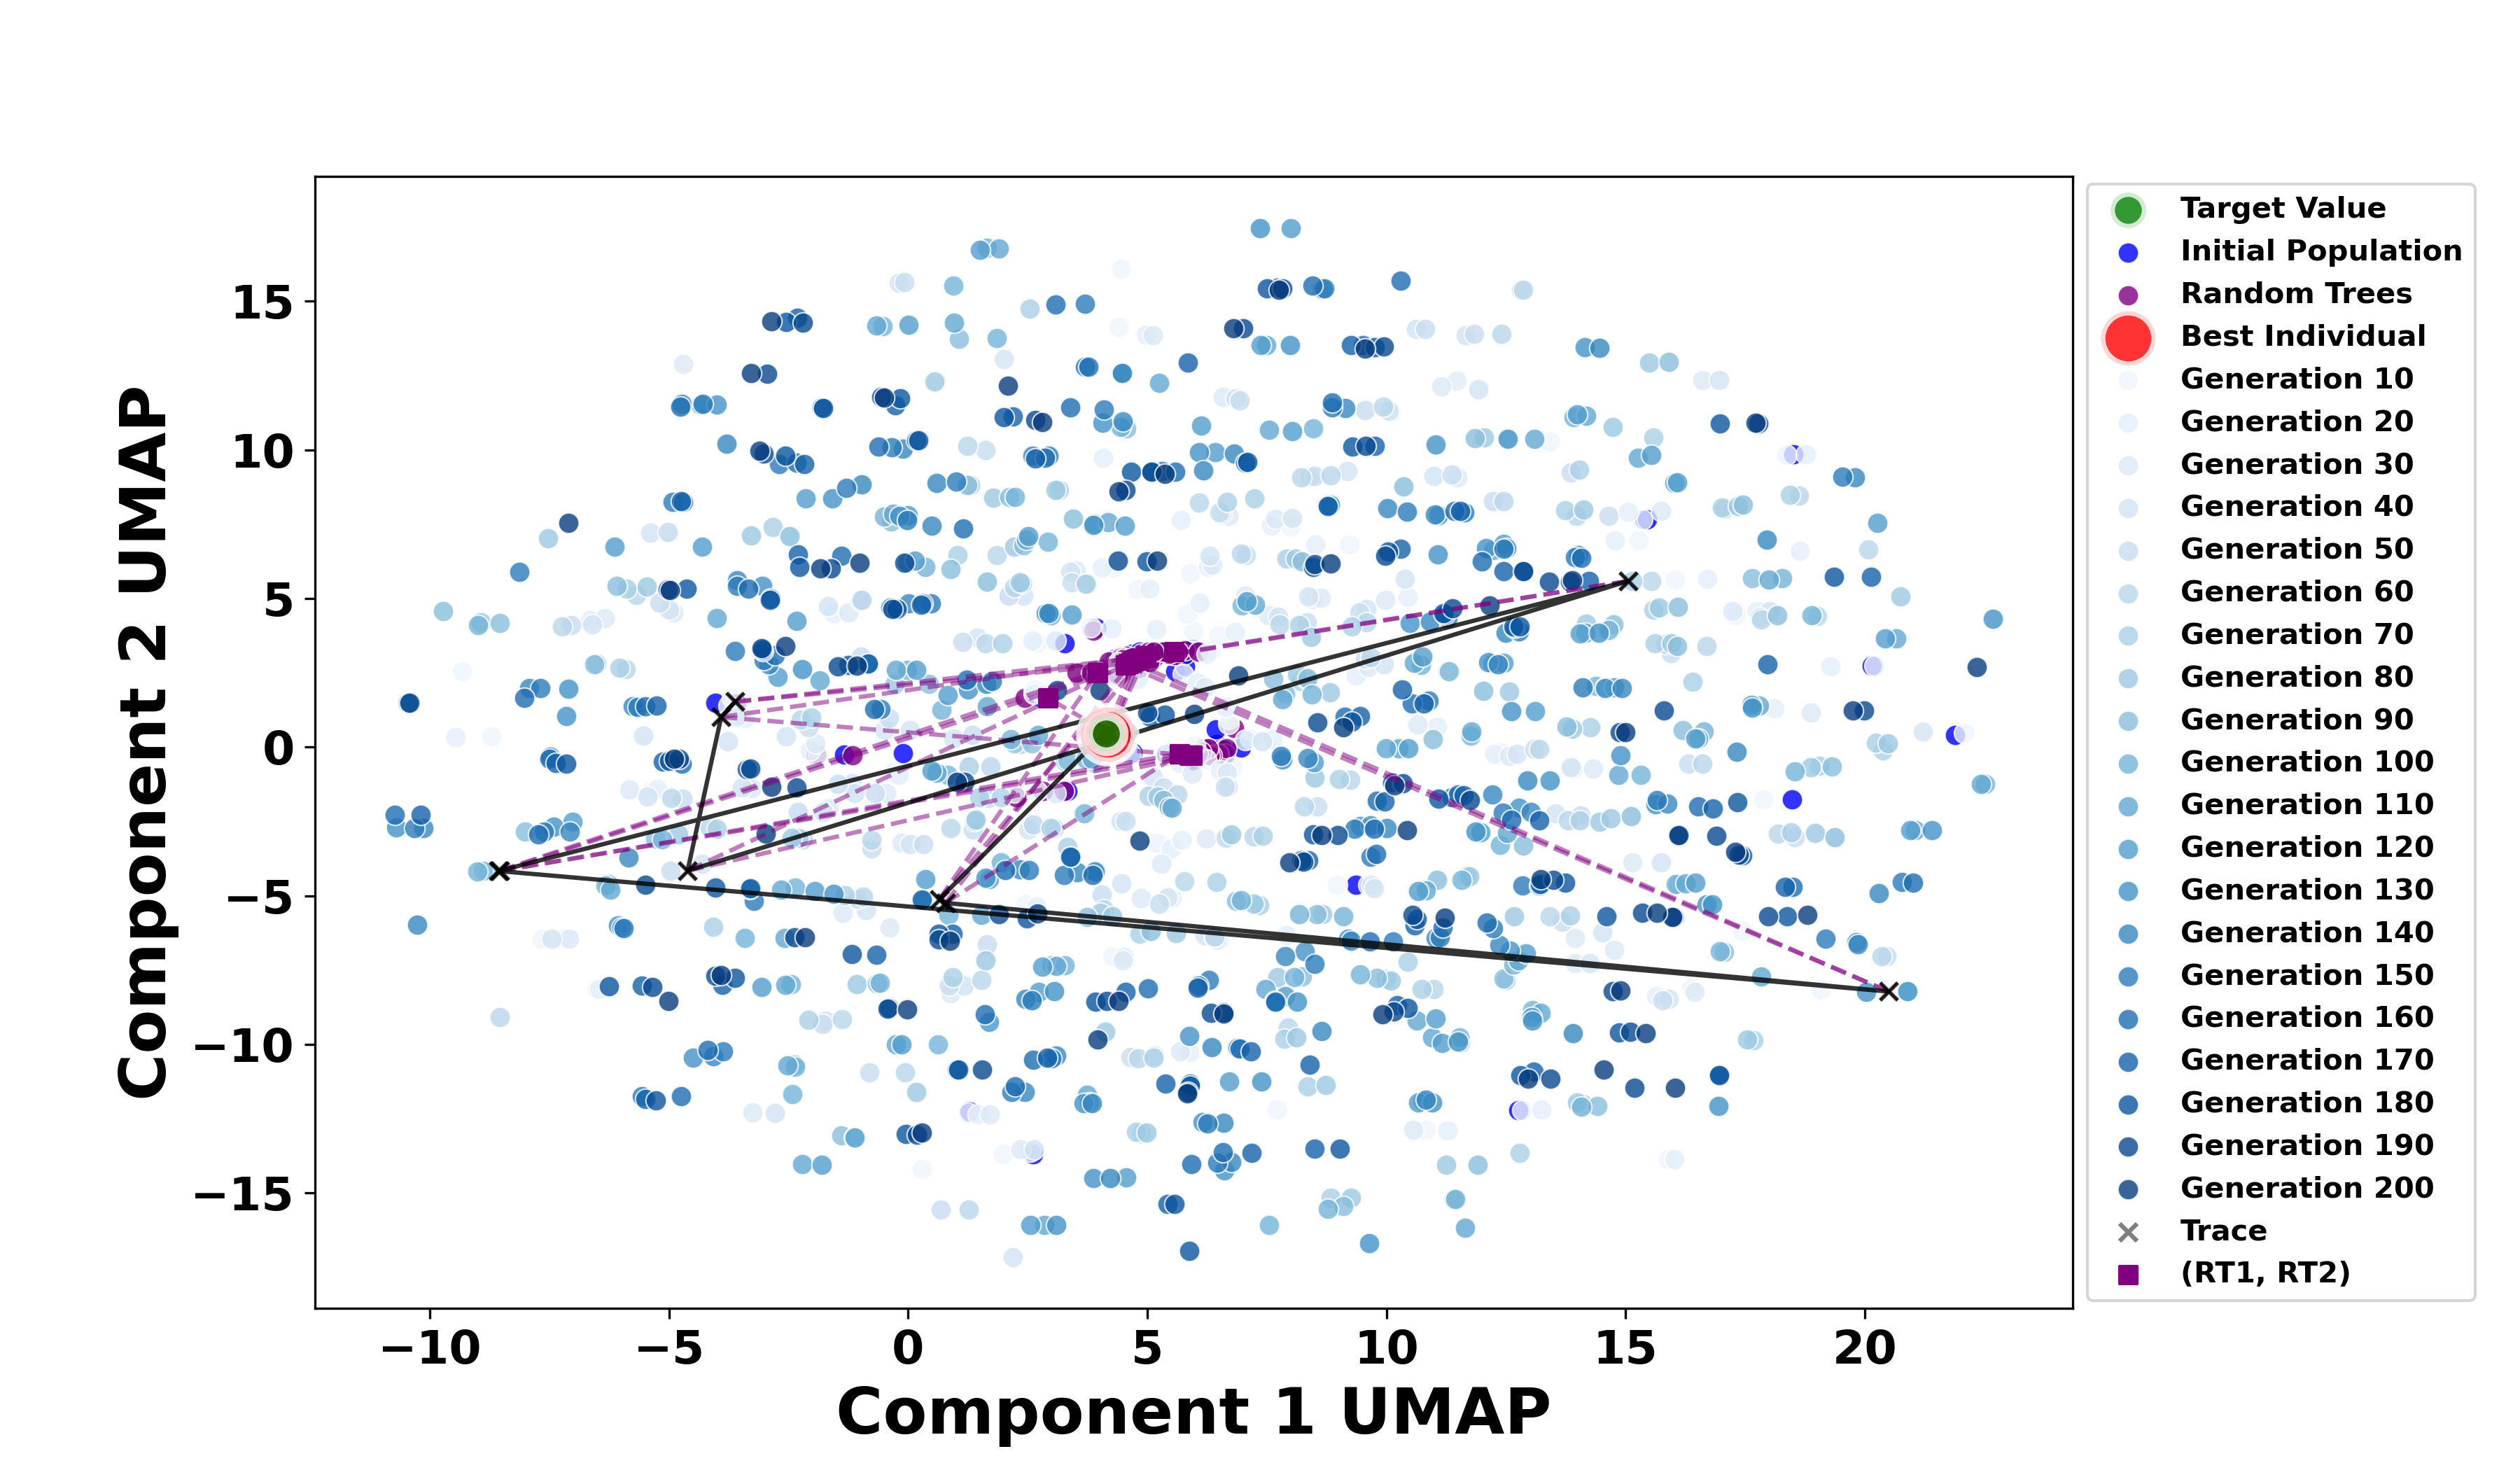 15
10
5
0
−5
−10
−15
−10
−5
0
5
10
15
20
Component 2 UMAP
Component 1 UMAP
Target Value
Initial Population
Random Trees
Best Individual
Generation 10
Generation 20
Generation 30
Generation 40
Generation 50
Generation 60
Generation 70
Generation 80
Generation 90
Generation 100
Generation 110
Generation 120
Generation 130
Generation 140
Generation 150
Generation 160
Generation 170
Generation 180
Generation 190
Generation 200
Trace
(RT1, RT2)